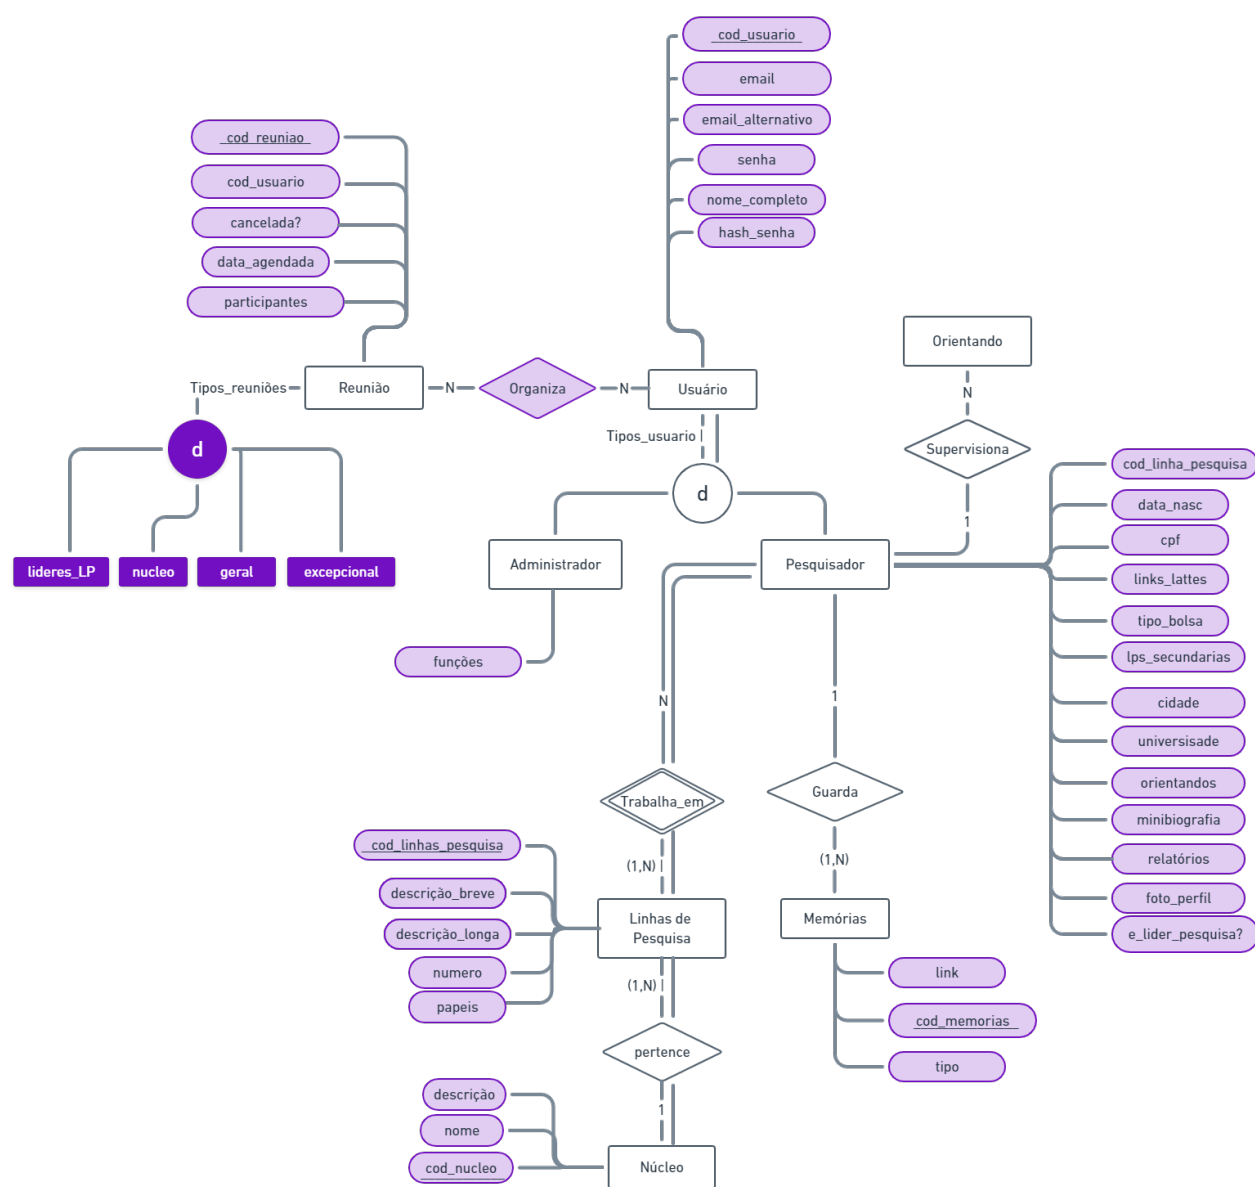 cod_usuario
email
email_alternativo
senha
nome_completo
hash_senha
_cod_reuniao_
cod_usuario
cancelada?
data_agendada
participantes
Tipos_reuniões
Reunião
N
Organiza
N
Usuário
Tipos_usuario
d
lideres_LP
nucleo
geral
excepcional
d
Administrador
funções
Pesquisador
Orientando
N
Supervisiona
1
cod_linha_pesquisa
data_nasc
cpf
links_lattes
tipo_bolsa
lps_secundarias
cidade
universisade
orientandos
minibiografia
relatórios
foto_perfil
e_lider_pesquisa?
N
Trabalha_em
(1,N)
1
Guarda
(1,N)
Memórias
link
cod_memorias
tipo
cod_linhas_pesquisa
descrição_breve
descrição_longa
numero
papeis
Linhas de
Pesquisa
(1,N)
pertence
1
descrição
nome
cod_nucleo
Núcleo